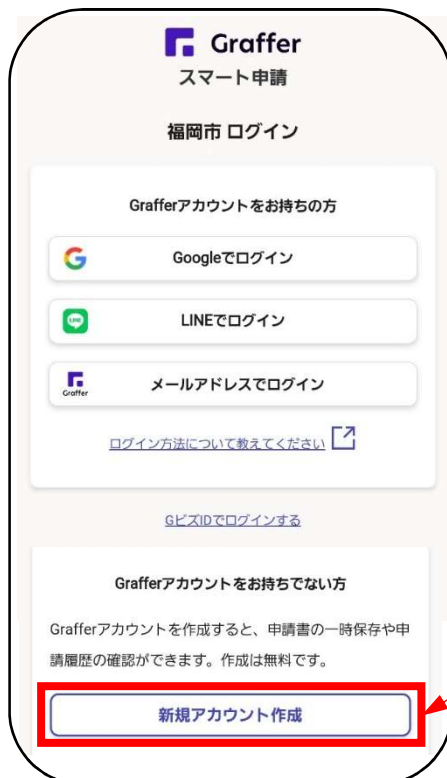 Graffer
スマート申請
福岡市 ログイン
Grafferアカウントをお持ちの方
Googleでログイン
LINE
LINEでログイン
Graffer
メールアドレスでログイン
ログイン方法について教えてください
GビズIDでログインする
Grafferアカウントをお持ちでない方
Grafferアカウントを作成すると、申請書の一時保存や申
請履歴の確認ができます。作成は無料です。
新規アカウント作成